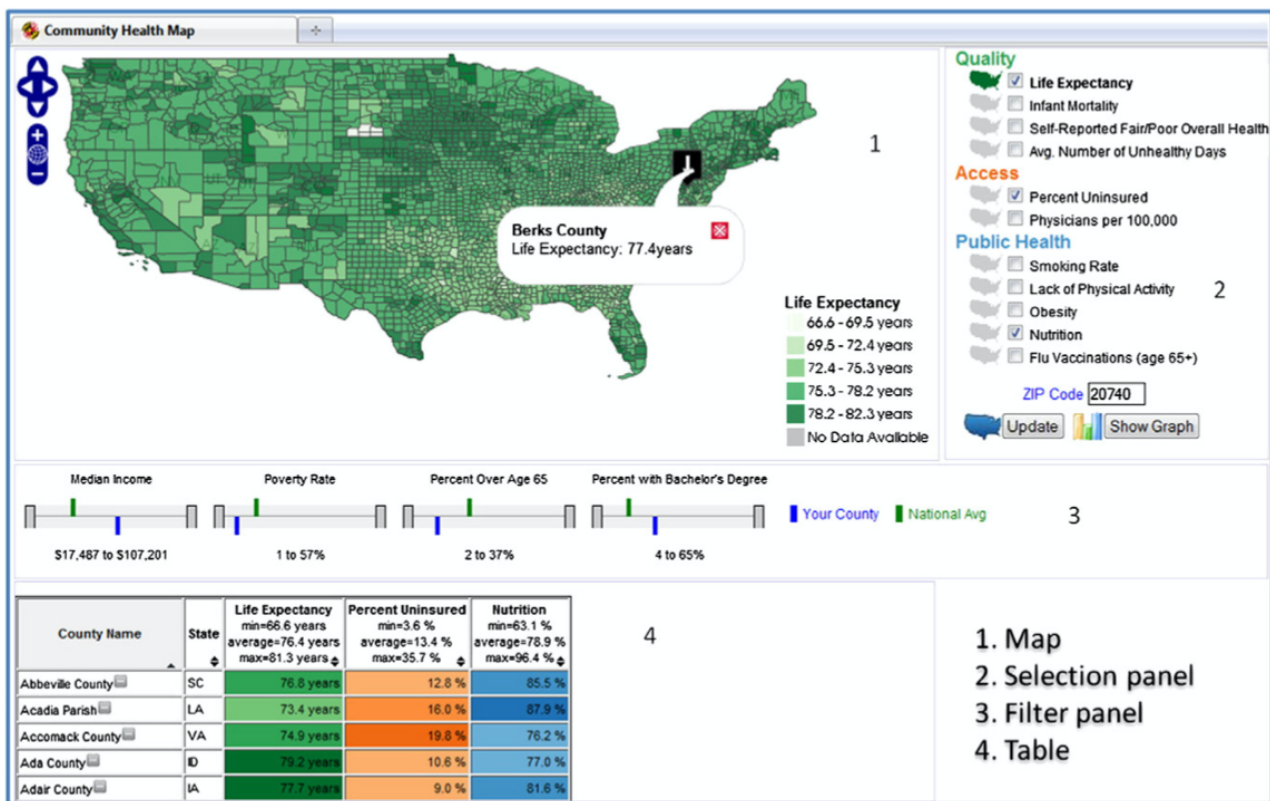 Community Health Map
1
Berks County
Life Expectancy: 77.4years
Life Expectancy
66.6 - 69.5 years
69.5 - 72.4 years
72.4 - 75.3 years
75.3 - 78.2 years
78.2 - 82.3 years
No Data Available
Quality
Life Expectancy
Infant Mortality
Self-Reported Fair/Poor Overall Health
Avg. Number of Unhealthy Days
Access
Percent Uninsured
Physicians per 100,000
Public Health
Smoking Rate
Lack of Physical Activity
2
Obesity
Nutrition
Flu Vaccinations (age 65+)
ZIP Code 20740
Update Show Graph
Median Income Poverty Rate Percent Over Age 65 Percent with Bachelor's Degree
Your County National Avg 3
$17,487 to $107,201 1 to 57% 2 to 37% 4 to 65%
County Name State Life Expectancy Percent Uninsured Nutrition
min=66.6 years min=3.6 % min=63.1 %
average=76.4 years average=13.4 % average=78.9 %
max=81.3 years max=35.7 % max=96.4 %
4
Abbeville County SC 76.8 years 12.8 % 85.5 %
Acadia Parish LA 73.4 years 16.0 % 87.9 %
Accomack County VA 74.9 years 19.8 % 76.2 %
Ada County ID 79.2 years 10.6 % 77.0 %
Adair County IA 77.7 years 9.0 % 81.6 %
1. Map
2. Selection panel
3. Filter panel
4. Table